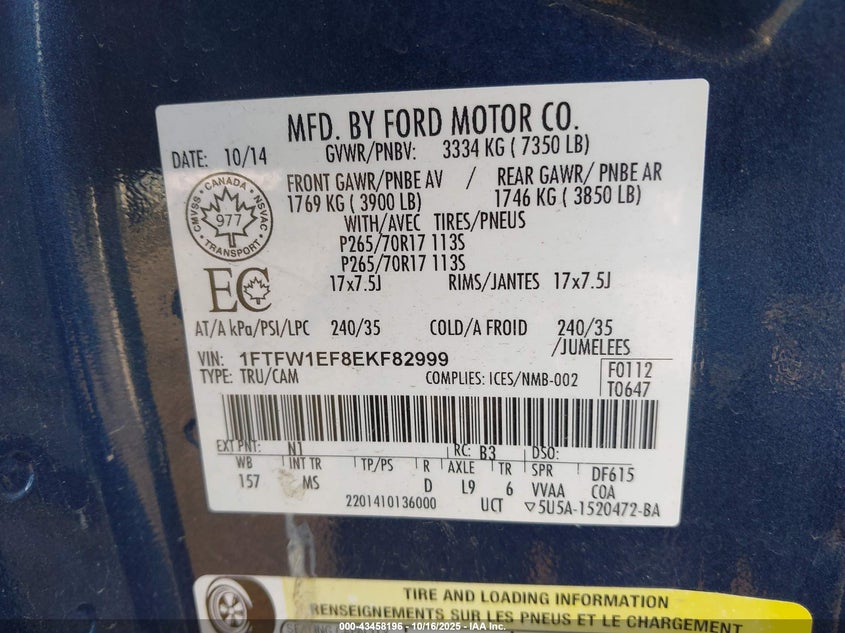 MFD. BY FORD MOTOR CO.
DATE: 10/14 GVWR/PNBV: 3334 KG ( 7350 LB)
FRONT GAWR/PNBE AV / REAR GAWR/ PNBE AR
1769 KG ( 3900 LB) 1746 KG ( 3850 LB)
WITH/AVEC TIRES/PNEUS
P265/70R17 113S
P265/70R17 113S
17x7.5J RIMS/JANTES 17x7.5J
CANADA
CMVSS NSVAC
977
TRANSPORT
EC
AT/A kPa/PSI/LPC 240/35 COLD/A FROID 240/35
/JUMELEES
VIN: 1FTFW1EF8EKF82999
TYPE: TRU/CAM COMPLIES: ICES/NMB-002
F0112
T0647
EXT PNT: N1 RC: B3 DSO:
WB INT TR TP/PS R AXLE TR SPR DF615
157 MS D L9 6 VVAA COA
2201410136000 UCT ▽5U5A-1520472-BA
TIRE AND LOADING INFORMATION
RENSEIGNEMENTS SUR LES PNEUS ET LE CHARGEMENT
000-43458196 - 10/16/2025 - IAA Inc.